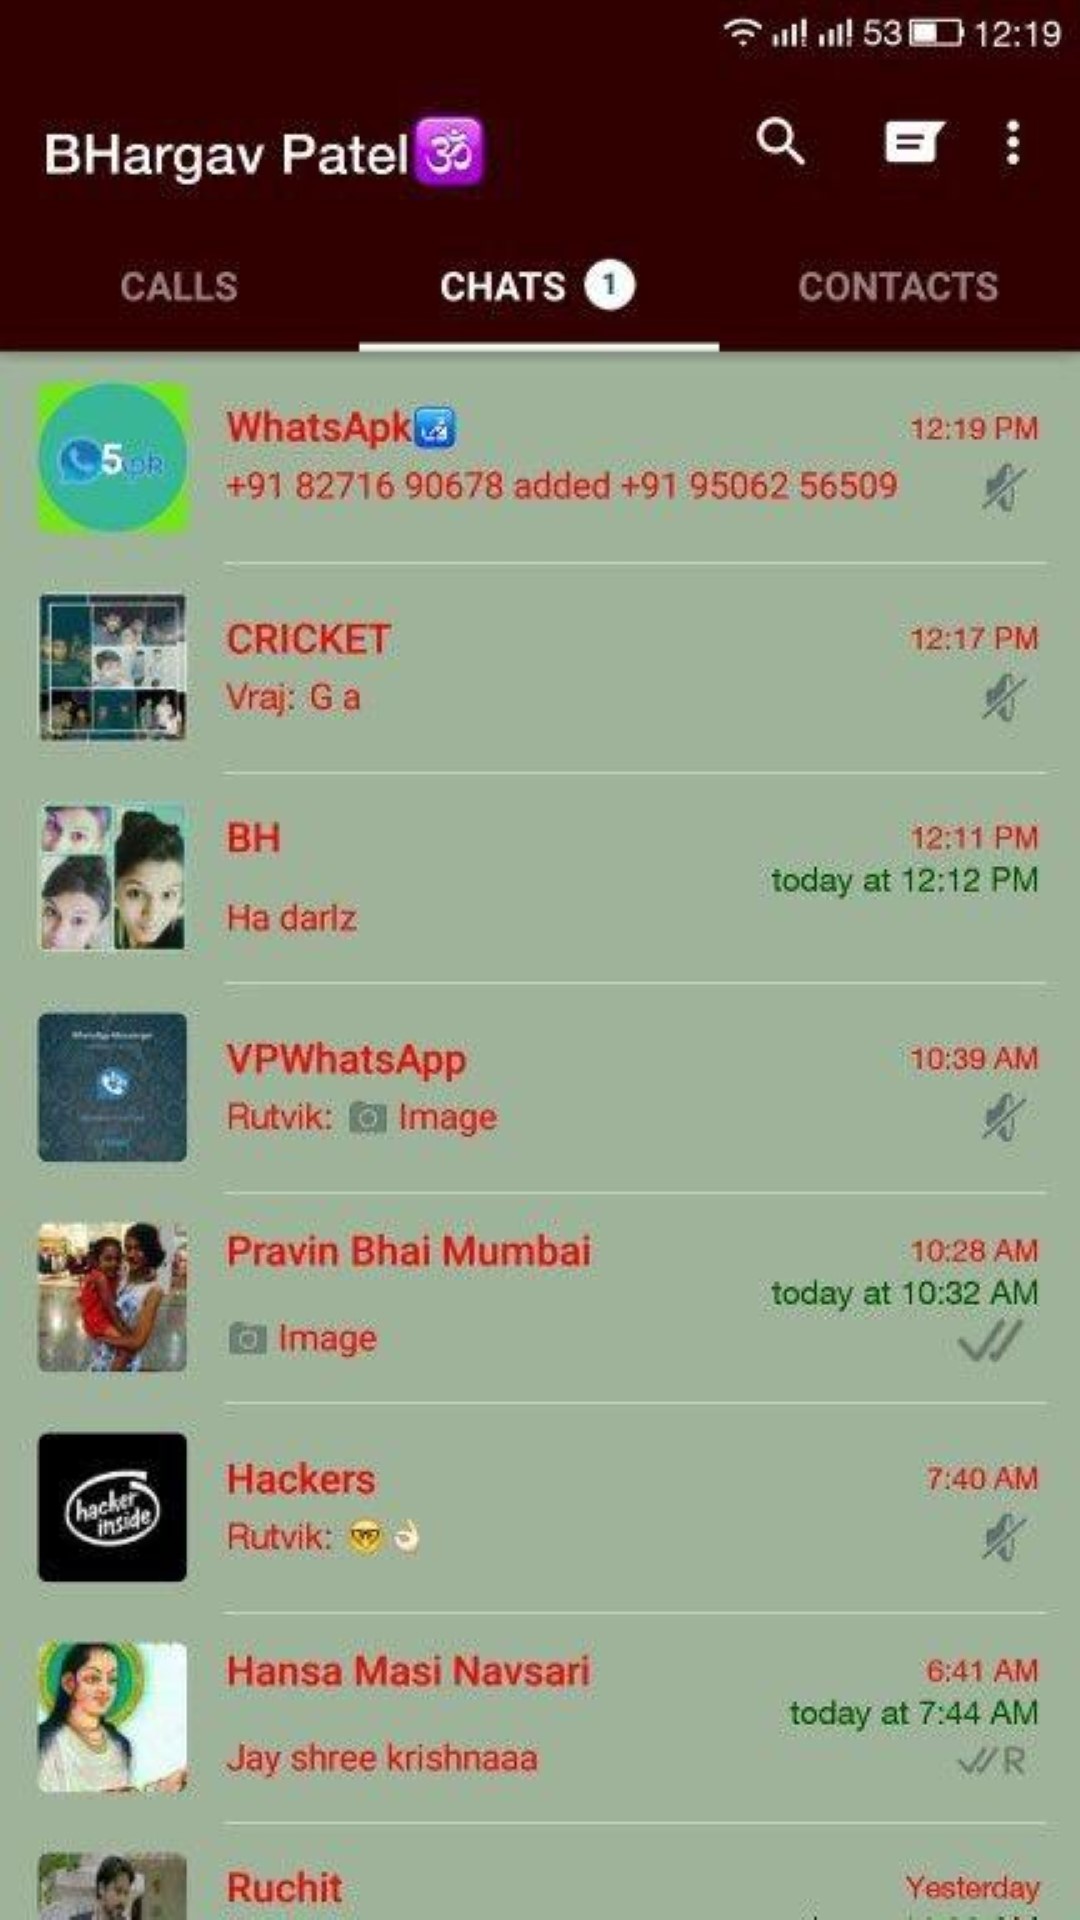 53 12:19
BHargav Patel🕉
CALLS CHATS 1 CONTACTS
WhatsApk🚰 12:19 PM
+91 82716 90678 added +91 95062 56509
5
CRICKET 12:17 PM
Vraj: G a
BH 12:11 PM
today at 12:12 PM
Ha darlz
VPWhatsApp 10:39 AM
Rutvik: 📷 Image
Pravin Bhai Mumbai 10:28 AM
today at 10:32 AM
📷 Image
Hackers 7:40 AM
hacker
inside
Rutvik: 🤓👌🏻
Hansa Masi Navsari 6:41 AM
today at 7:44 AM
Jay shree krishnaaa R
Ruchit Yesterday